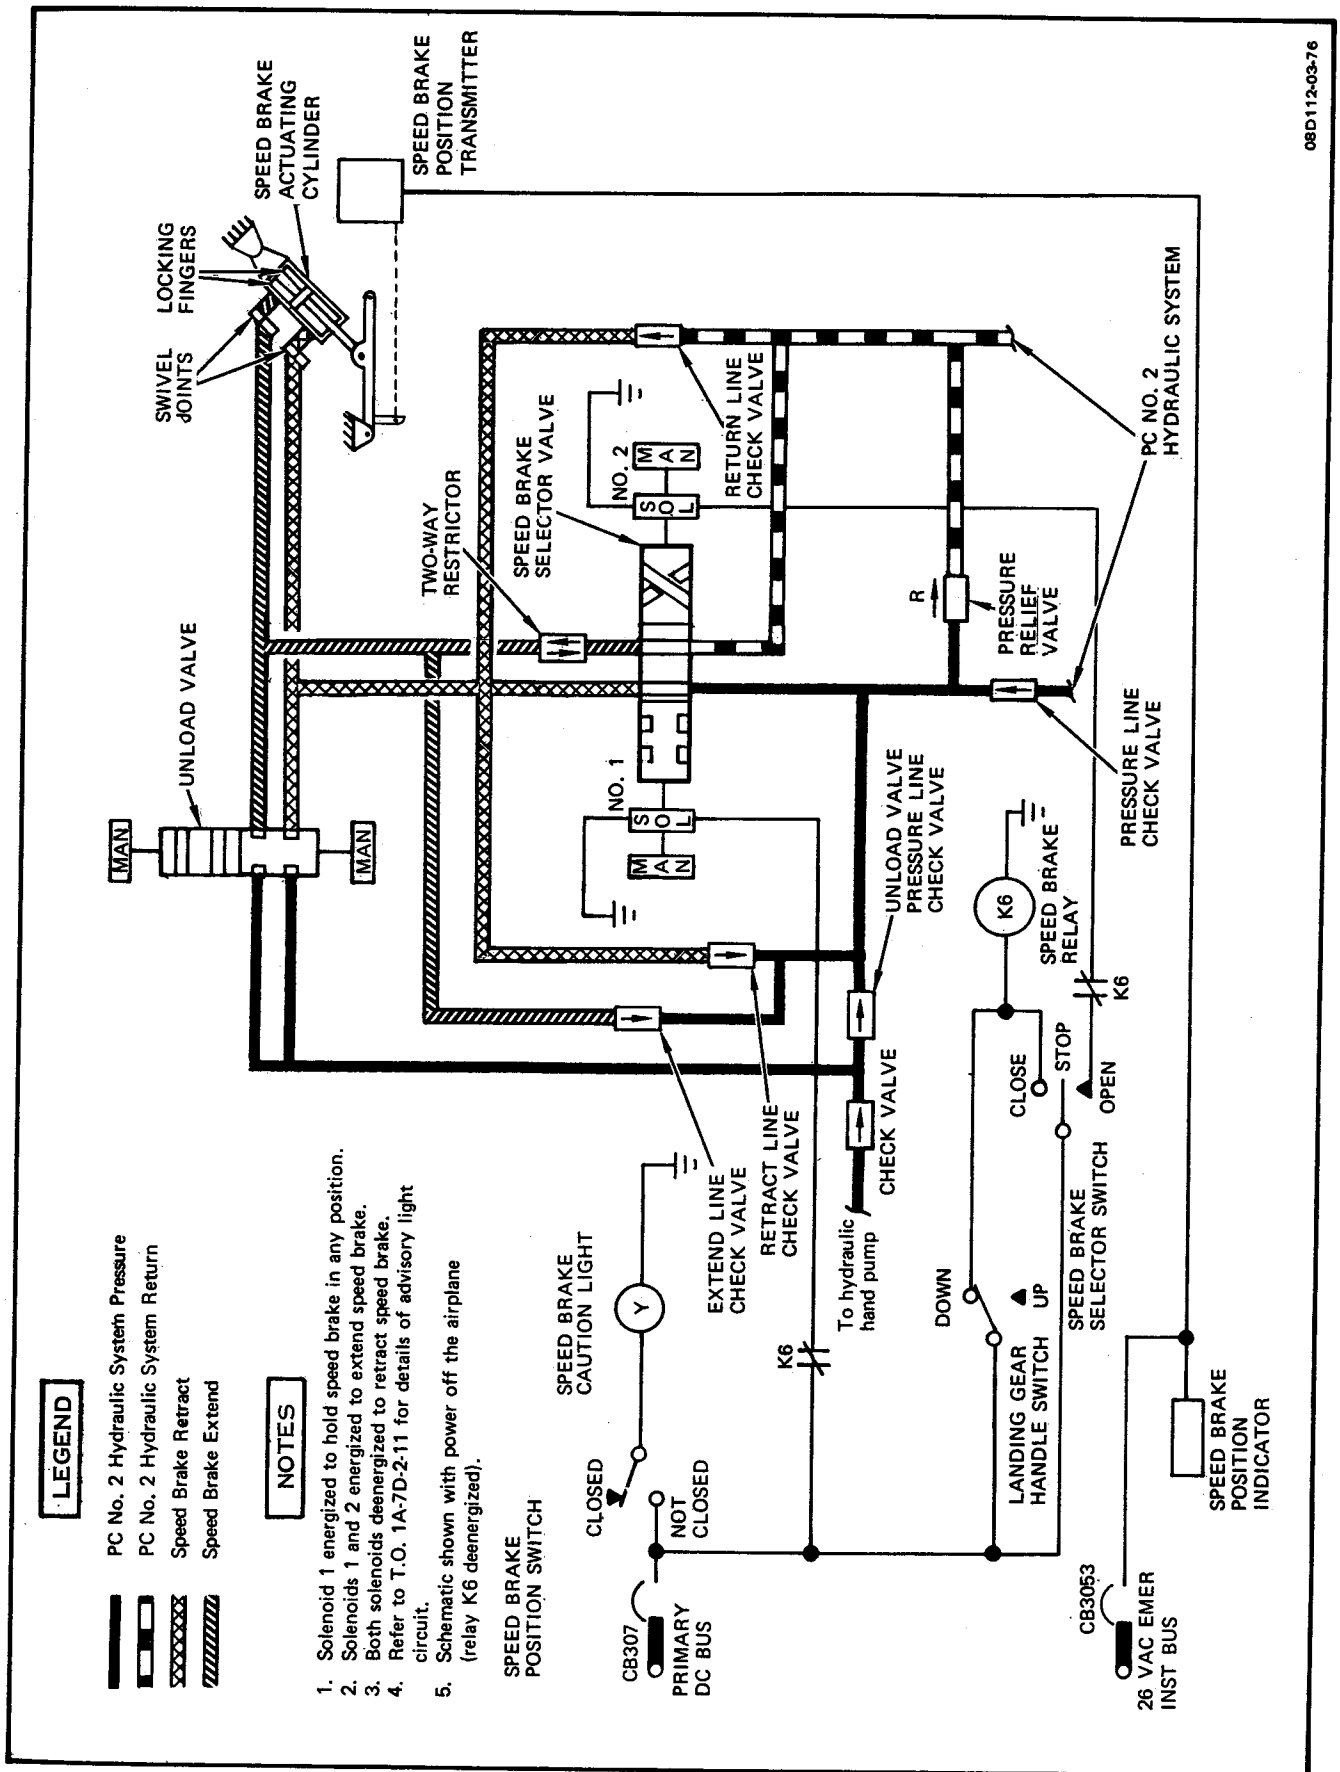 LEGEND
PC No. 2 Hydraulic System Pressure
PC No. 2 Hydraulic System Return
Speed Brake Retract
Speed Brake Extend
NOTES
1. Solenoid 1 energized to hold speed brake in any position.
2. Solenoids 1 and 2 energized to extend speed brake.
3. Both solenoids deenergized to retract speed brake.
4. Refer to T.O. 1A-7D-2-11 for details of advisory light
circuit.
5. Schematic shown with power off the airplane
(relay K6 deenergized).
MAN
UNLOAD VALVE
MAN
SWIVEL
JOINTS
LOCKING
FINGERS
SPEED BRAKE
ACTUATING
CYLINDER
SPEED BRAKE
POSITION
TRANSMITTER
TWO-WAY
RESTRICTOR
SPEED BRAKE
SELECTOR VALVE
NO. 1
SOL
MAN
NO. 2
SOL
MAN
RETURN LINE
CHECK VALVE
UNLOAD VALVE
PRESSURE LINE
CHECK VALVE
R
PRESSURE
RELIEF
VALVE
PC NO. 2
HYDRAULIC SYSTEM
PRESSURE LINE
CHECK VALVE
SPEED BRAKE
POSITION SWITCH
CLOSED
NOT
CLOSED
SPEED BRAKE
CAUTION LIGHT
Y
EXTEND LINE
CHECK VALVE
RETRACT LINE
CHECK VALVE
To hydraulic
hand pump
CHECK VALVE
K6
CB307
PRIMARY
DC BUS
DOWN
UP
LANDING GEAR
HANDLE SWITCH
CLOSE
STOP
OPEN
SPEED BRAKE
SELECTOR SWITCH
K6
SPEED BRAKE
RELAY
K6
CB3053
26 VAC EMER
INST BUS
SPEED BRAKE
POSITION
INDICATOR
08D112-03-76